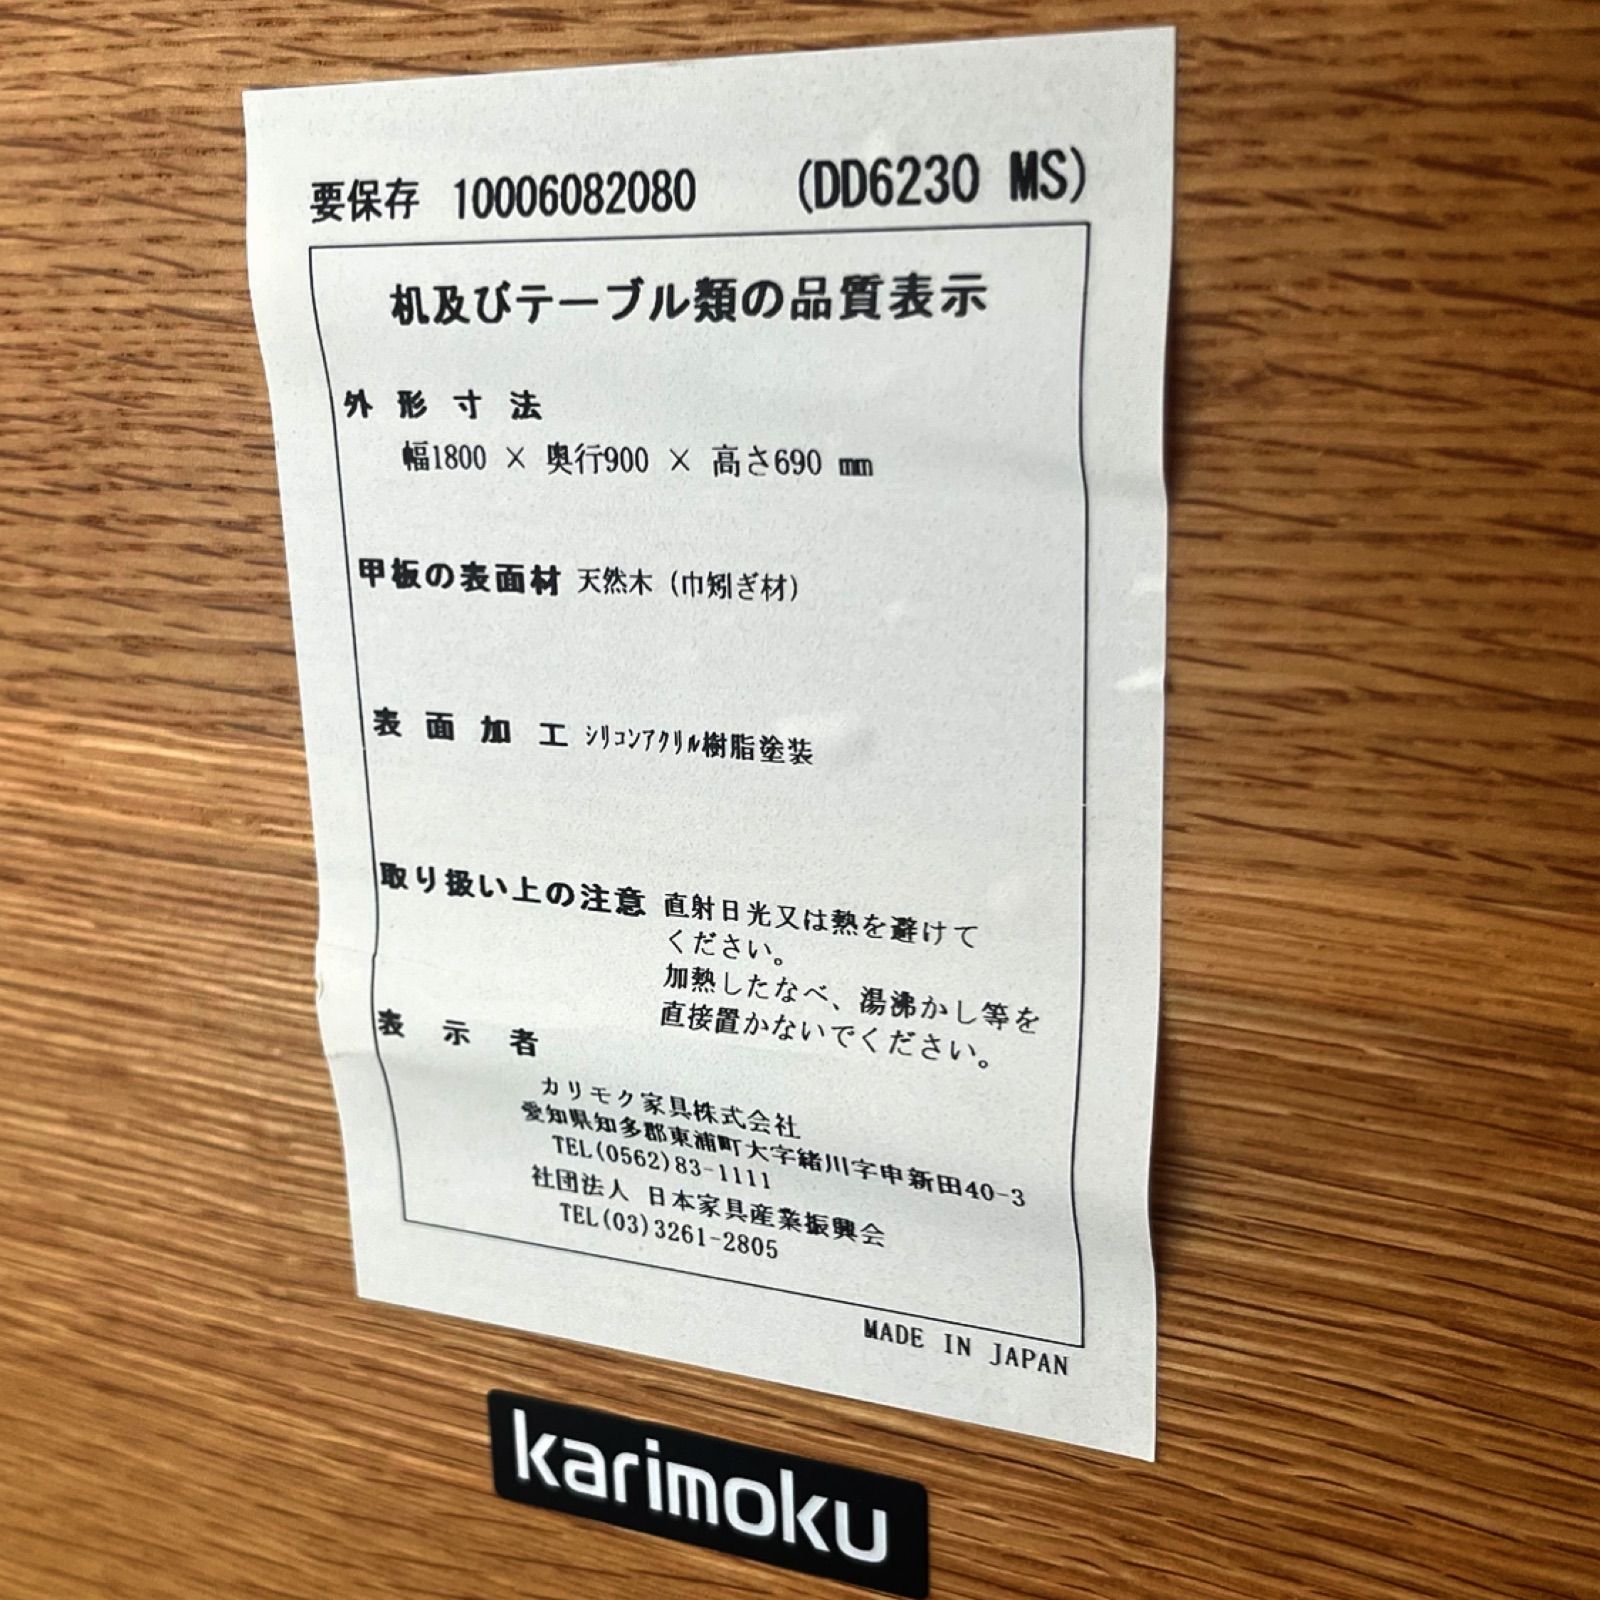 要保存 10006082080 (DD6230 MS)
机及びテーブル類の品質表示
外形寸法
幅1800 × 奥行900 × 高さ690 mm
甲板の表面材 天然木 (巾矧ぎ材)
表面加工 ｼﾘｺﾝｱｸﾘﾙ樹脂塗装
取り扱い上の注意 直射日光又は熱を避けて
ください。
加熱したなべ、湯沸かし等を
直接置かないでください。
表示者
カリモク家具株式会社
愛知県知多郡東浦町大字緒川字申新田40-3
TEL(0562)83-1111
社団法人 日本家具産業振興会
TEL(03)3261-2805
MADE IN JAPAN
karimoku